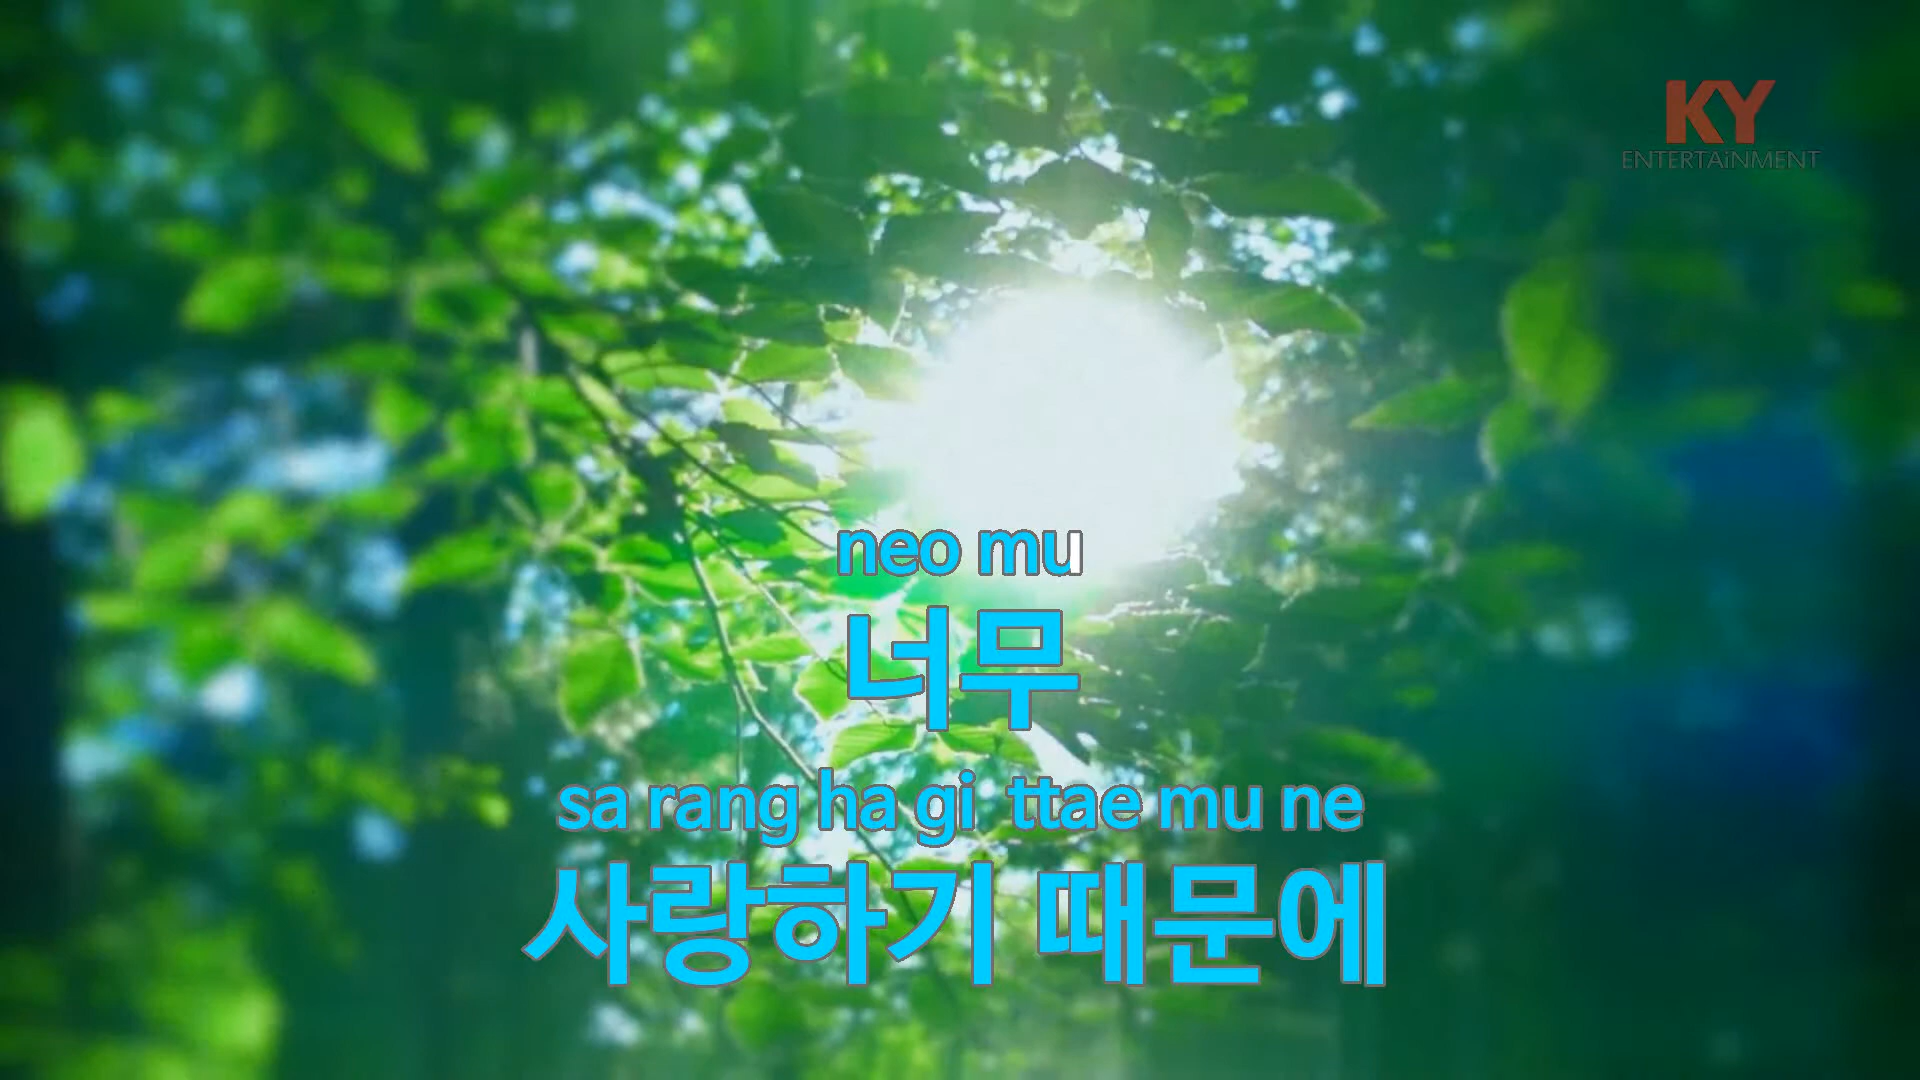 KY
ENTERTAiNMENT
neo mu
너무
sa rang ha gi ttae mu ne
사랑하기 때문에